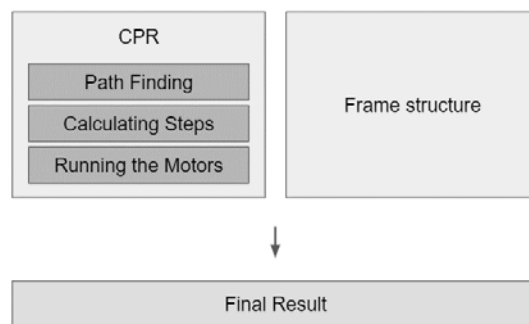 CPR
Path Finding
Calculating Steps
Running the Motors
Frame structure
Final Result